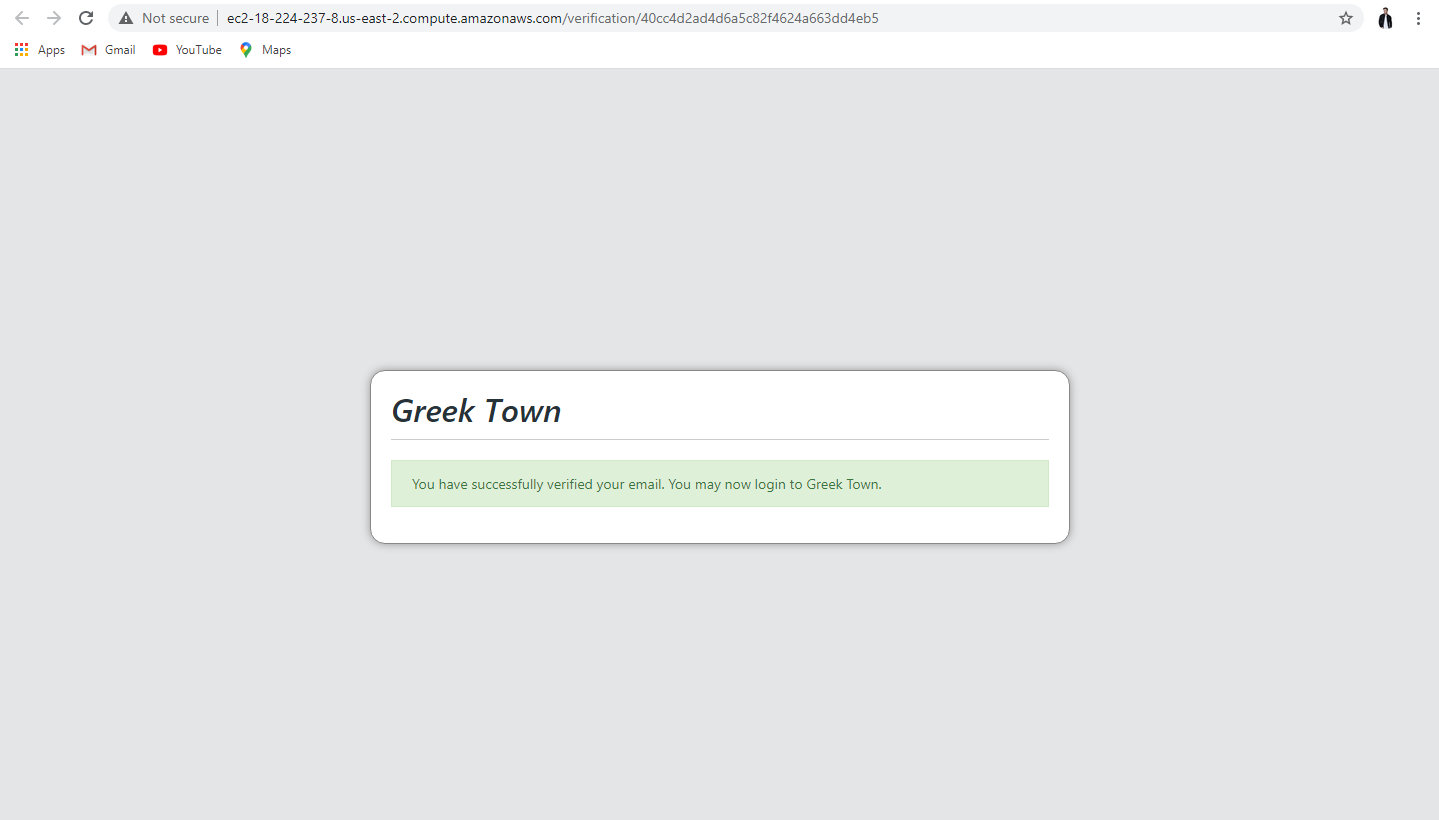 Not secure | ec2-18-224-237-8.us-east-2.compute.amazonaws.com/verification/40cc4d2ad4d6a5c82f4624a663dd4eb5
Apps Gmail YouTube Maps
Greek Town
You have successfully verified your email. You may now login to Greek Town.